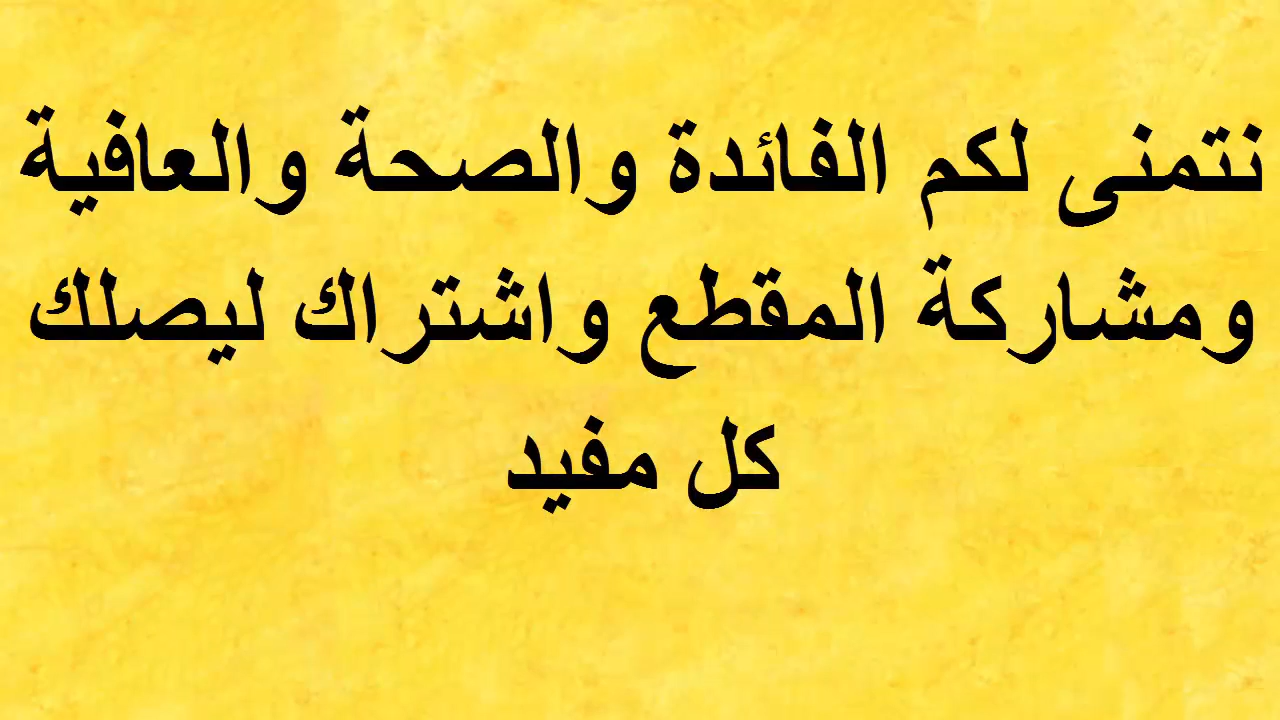 نتمنى لكم الفائدة والصحة والعافية
ومشاركة المقطع واشتراك ليصلك
كل مفيد